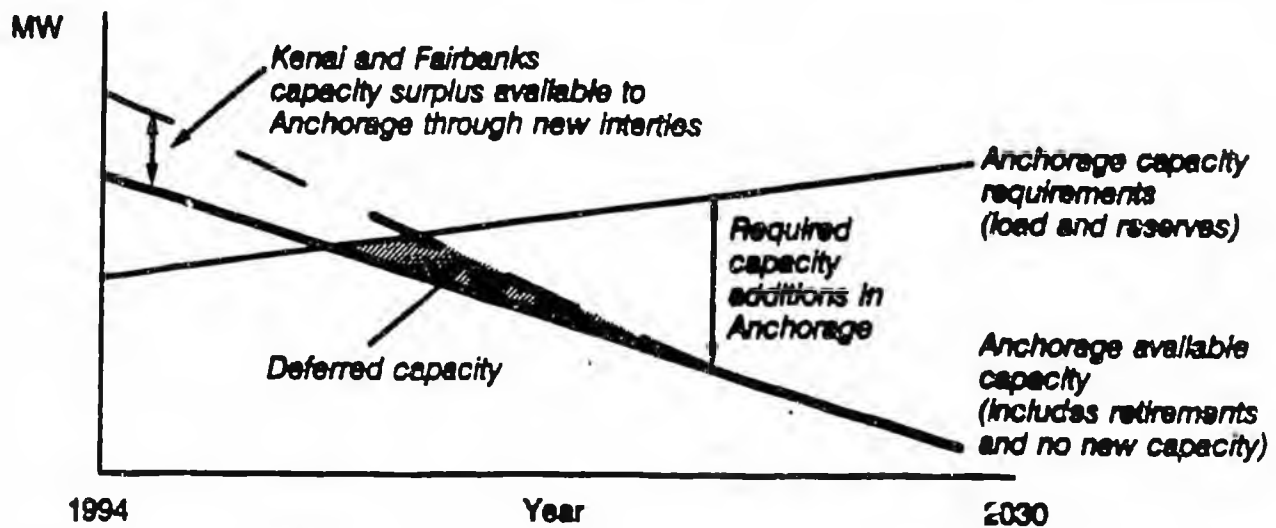 MW
Kenai and Fairbanks
capacity surplus available to
Anchorage through new interties
Anchorage capacity
requirements
(load and reserves)
Required
capacity
additions in
Anchorage
Deferred capacity
Anchorage available
capacity
(includes retirements
and no new capacity)
1994
Year
2030